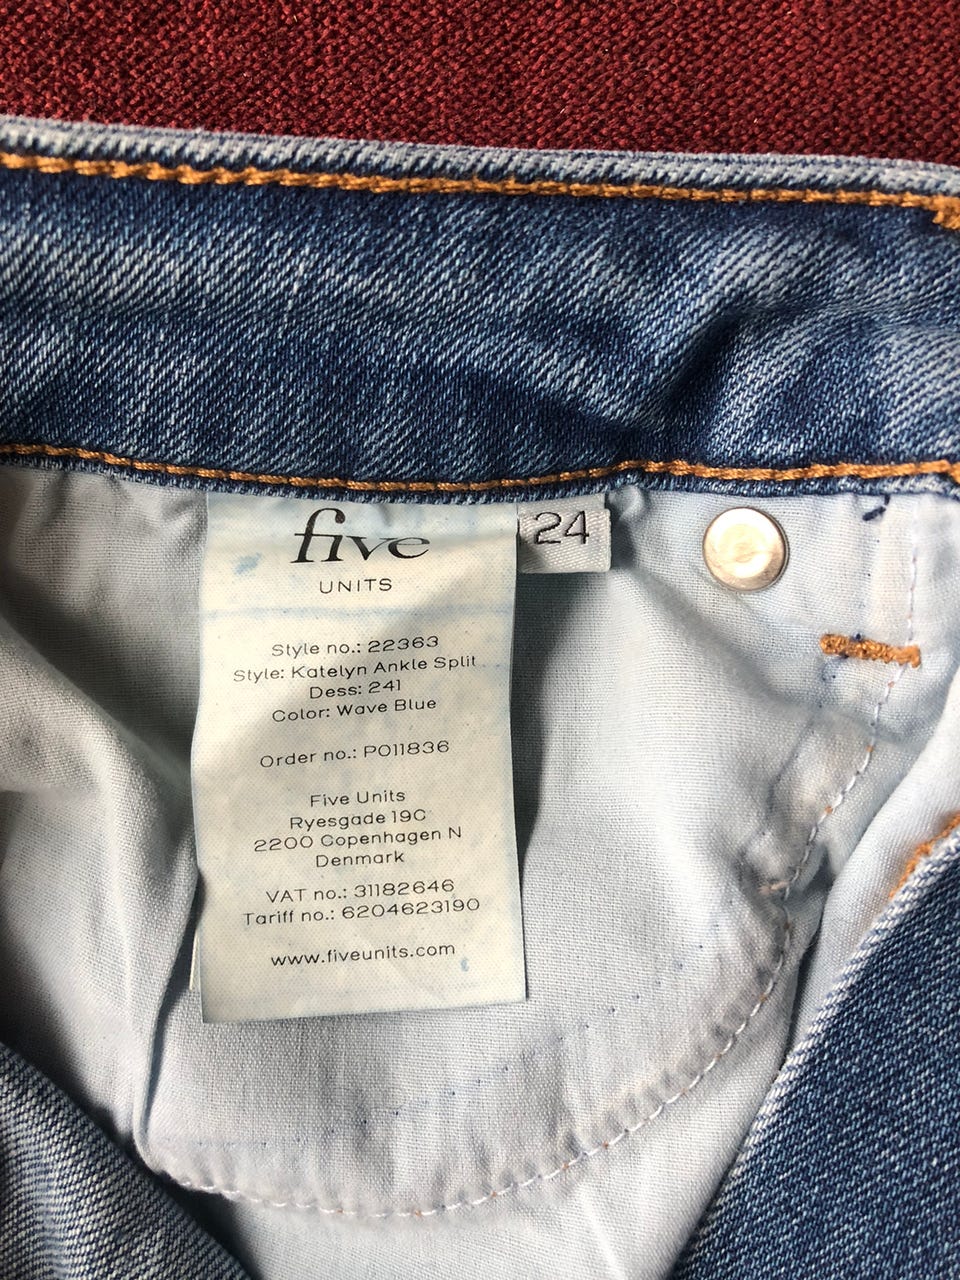 five
UNITS
24
Style no.: 22363
Style: Katelyn Ankle Split
Dess: 241
Color: Wave Blue
Order no.: PO11836
Five Units
Ryesgade 19C
2200 Copenhagen N
Denmark
VAT no.: 31182646
Tariff no.: 6204623190
www.fiveunits.com